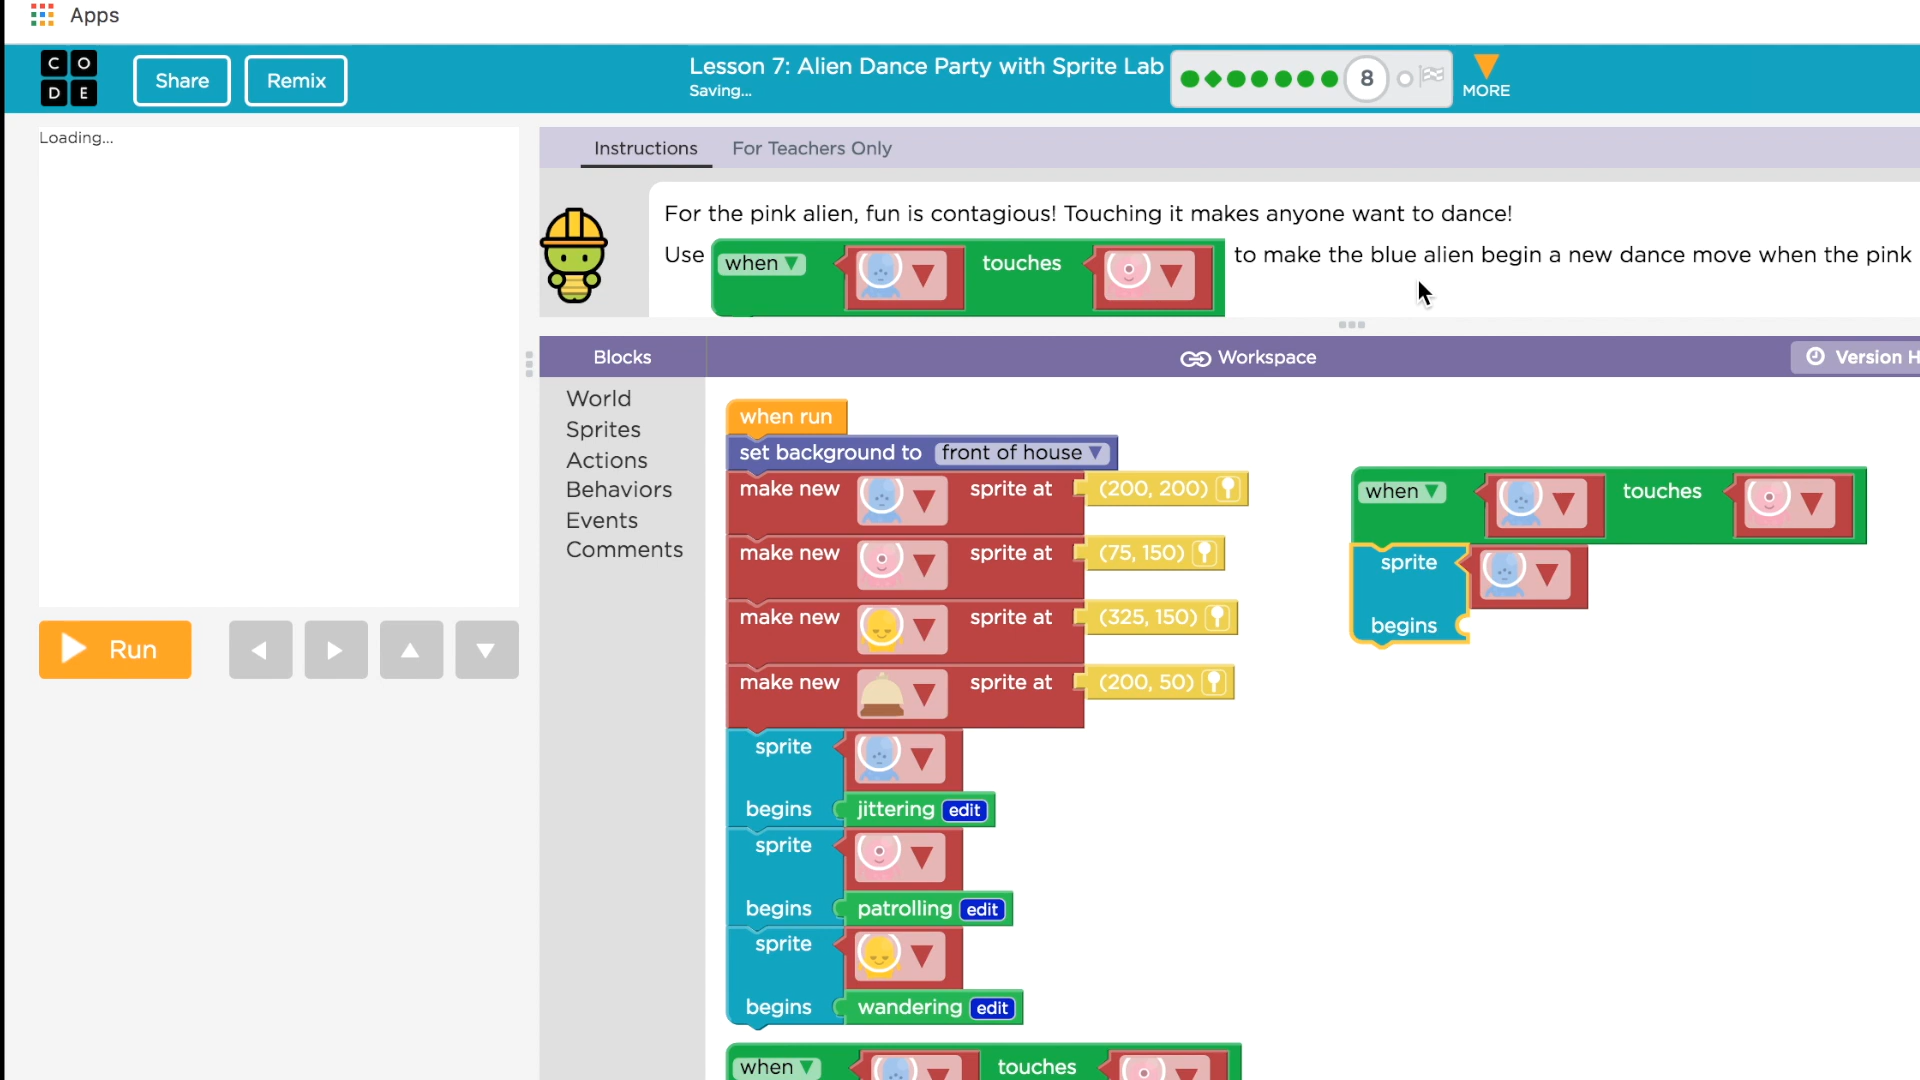 Apps
C O
D E
Share
Remix
Lesson 7: Alien Dance Party with Sprite Lab
Saving...
8
MORE
Loading...
Instructions
For Teachers Only
For the pink alien, fun is contagious! Touching it makes anyone want to dance!
Use when touches to make the blue alien begin a new dance move when the pink
Blocks
Workspace
Version H
World
Sprites
Actions
Behaviors
Events
Comments
Run
when run
set background to front of house
make new sprite at (200, 200)
make new sprite at (75, 150)
make new sprite at (325, 150)
make new sprite at (200, 50)
sprite
begins jittering edit
sprite
begins patrolling edit
sprite
begins wandering edit
when touches
when touches
sprite
begins